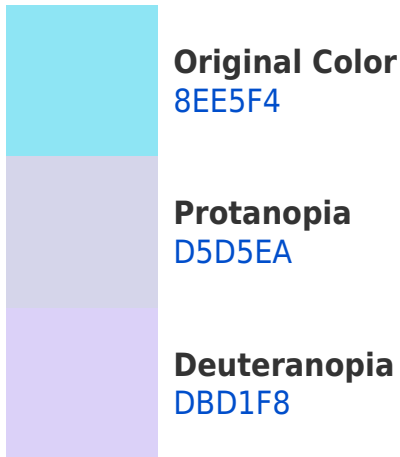 Original Color
8EE5F4
Protanopia
D5D5EA
Deuteranopia
DBD1F8